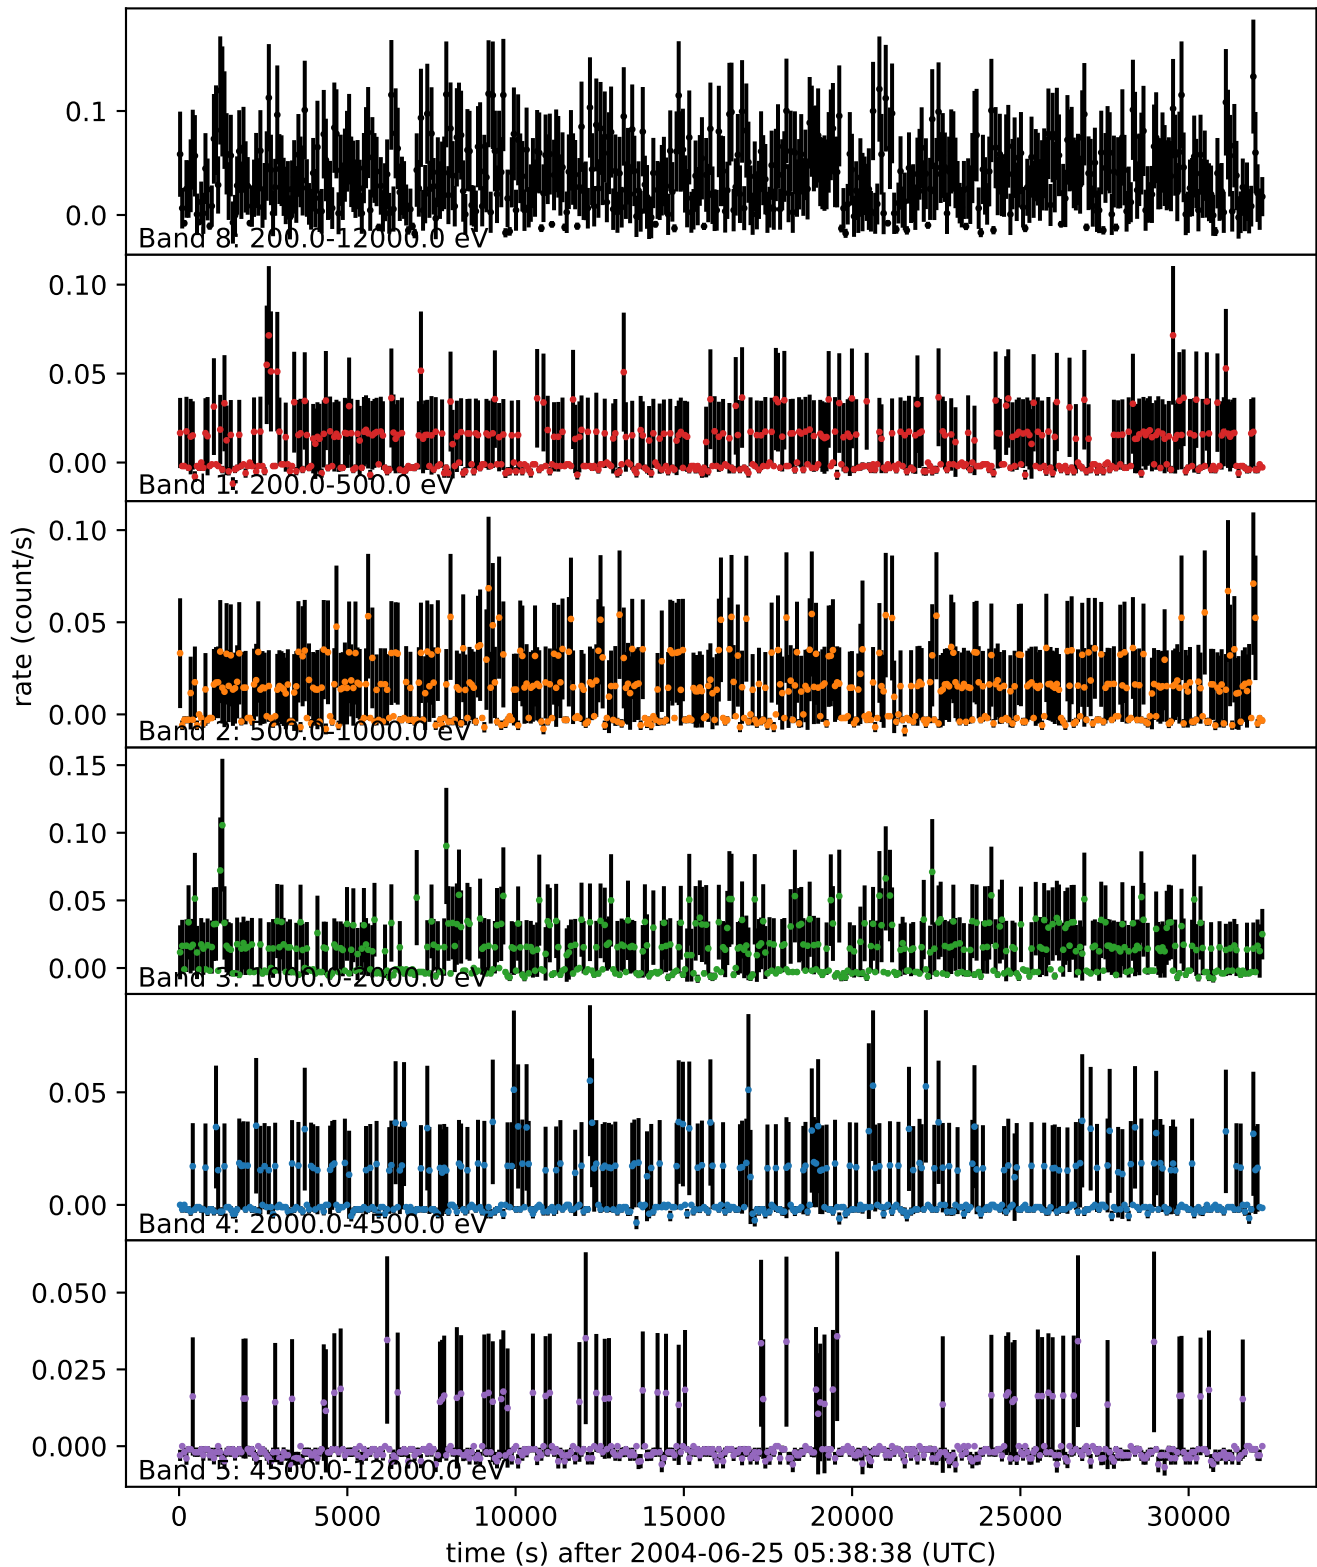 0.1
0.0
Band 8: 200.0-12000.0 eV
0.10
0.05
0.00
Band 1: 200.0-500.0 eV
0.10
0.05
0.00
Band 2: 500.0-1000.0 eV
rate (count/s)
0.15
0.10
0.05
0.00
Band 3: 1000.0-2000.0 eV
0.05
0.00
Band 4: 2000.0-4500.0 eV
0.050
0.025
0.000
Band 5: 4500.0-12000.0 eV
0 5000 10000 15000 20000 25000 30000
time (s) after 2004-06-25 05:38:38 (UTC)